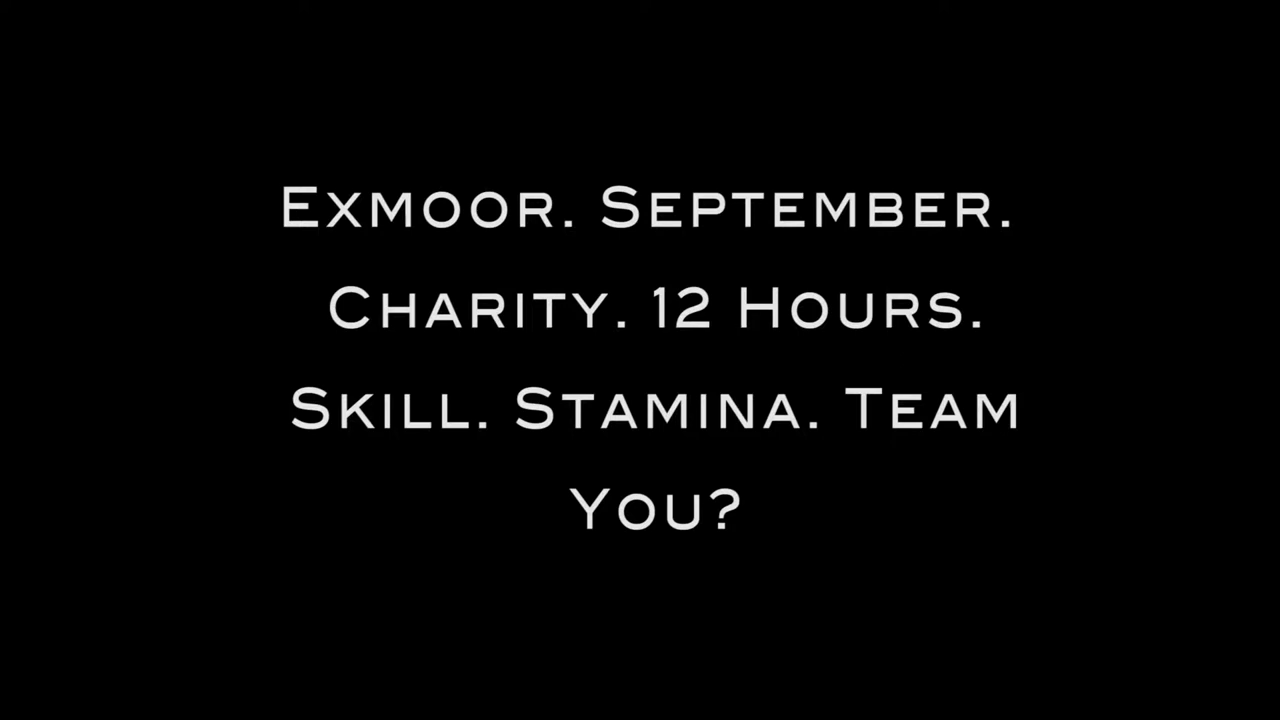 Exmoor. September.
Charity. 12 Hours.
Skill. Stamina. Team
You?